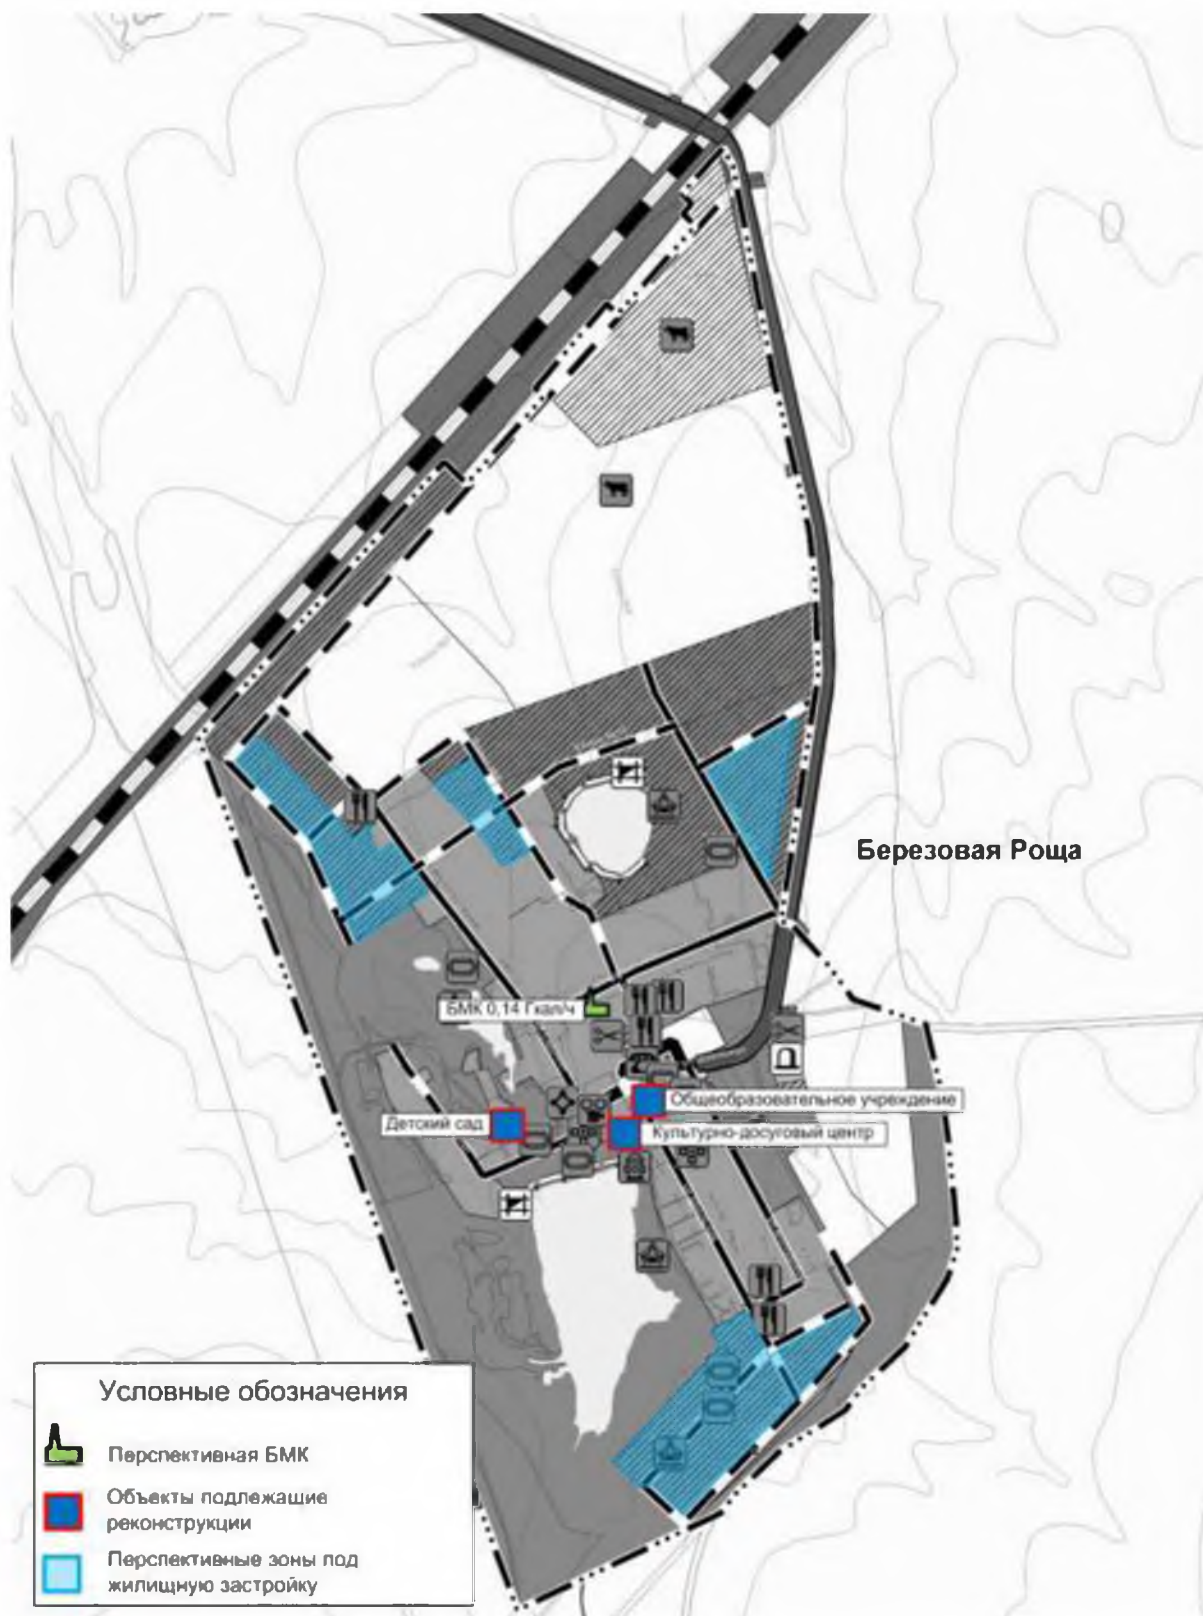 Березовая Роща
БМК 0,14 Гкал/ч
Общеобразовательное учреждение
Детский сад
Культурно-досуговый центр
Условные обозначения
Перспективная БМК
Объекты подлежащие
реконструкции
Перспективные зоны под
жилищную застройку